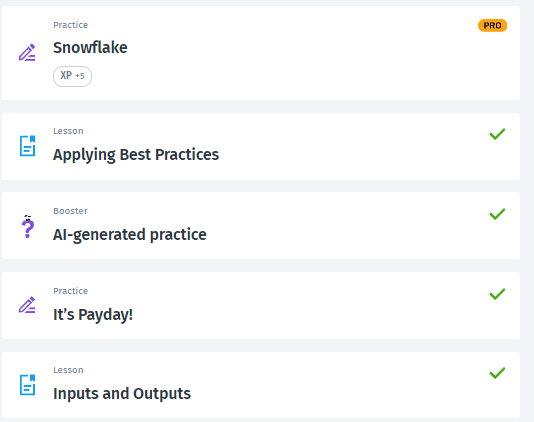 Practice
PRO
Snowflake
XP +5
Lesson
Applying Best Practices
Booster
AI-generated practice
Practice
It’s Payday!
Lesson
Inputs and Outputs